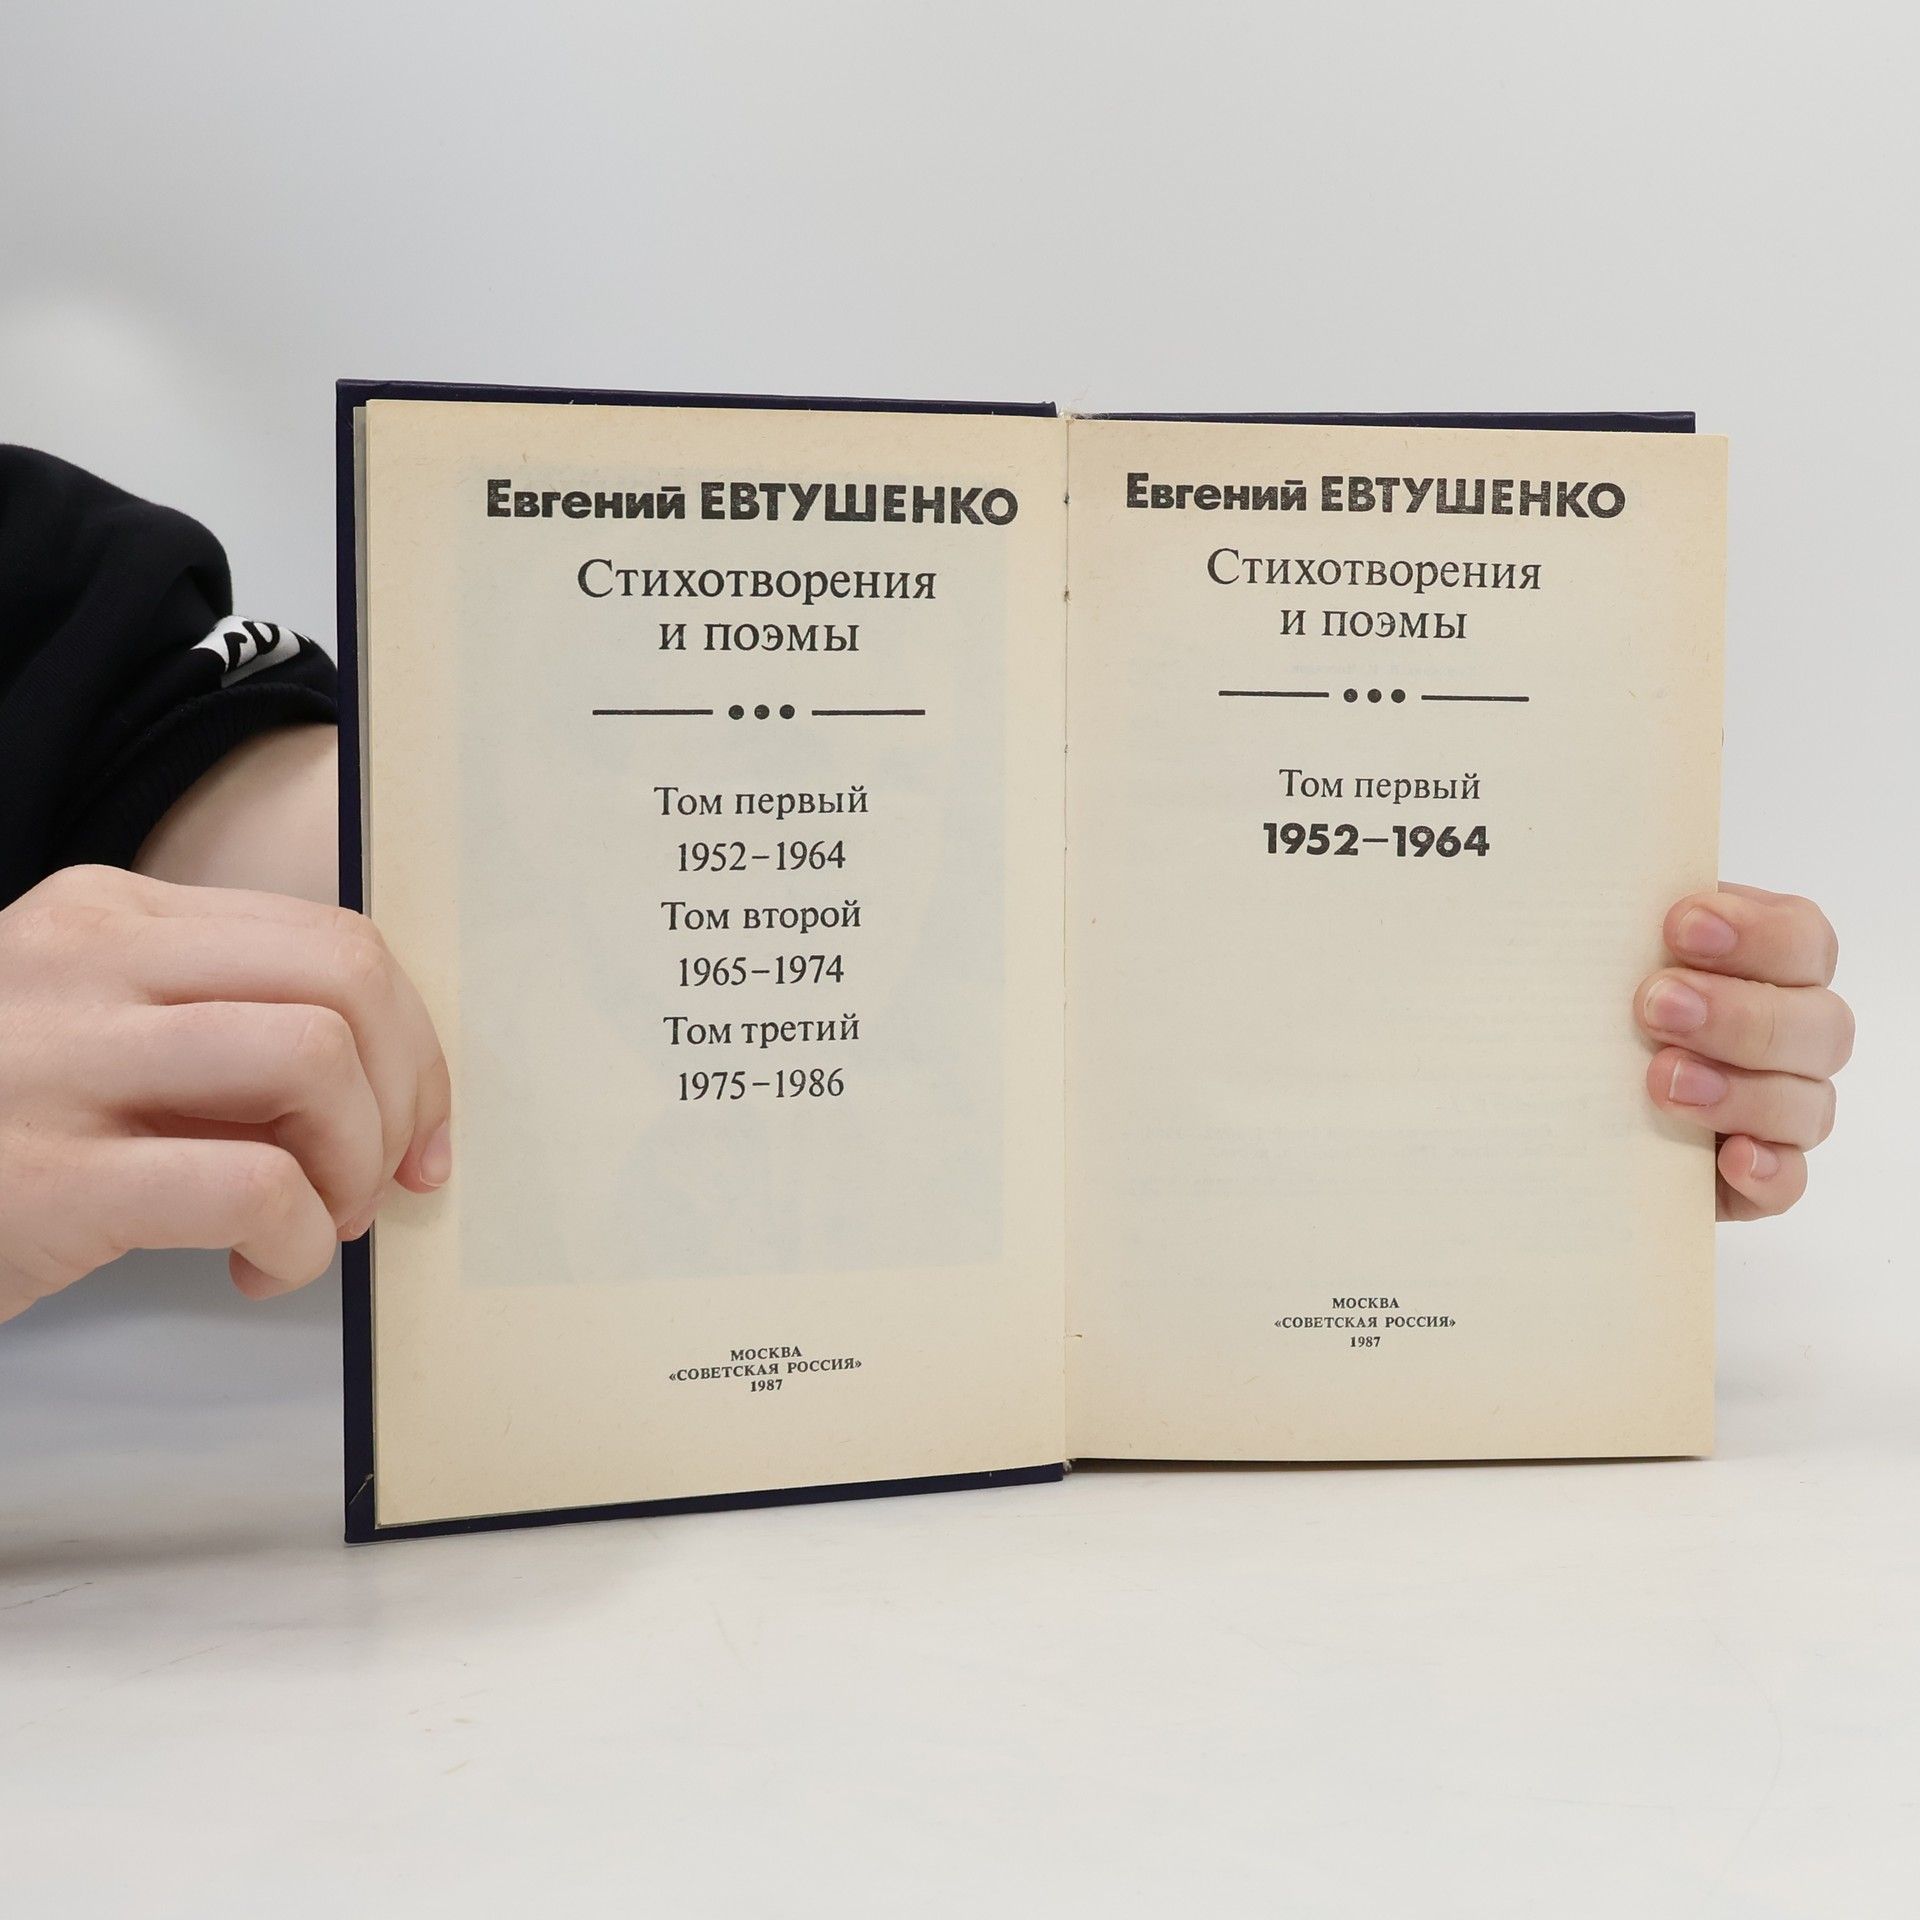 Евгений ЕВТУШЕНКО
Стихотворения
и поэмы
Том первый
1952–1964
Том второй
1965–1974
Том третий
1975–1986
МОСКВА
«СОВЕТСКАЯ РОССИЯ»
1987
Евгений ЕВТУШЕНКО
Стихотворения
и поэмы
Том первый
1952–1964
МОСКВА
«СОВЕТСКАЯ РОССИЯ»
1987